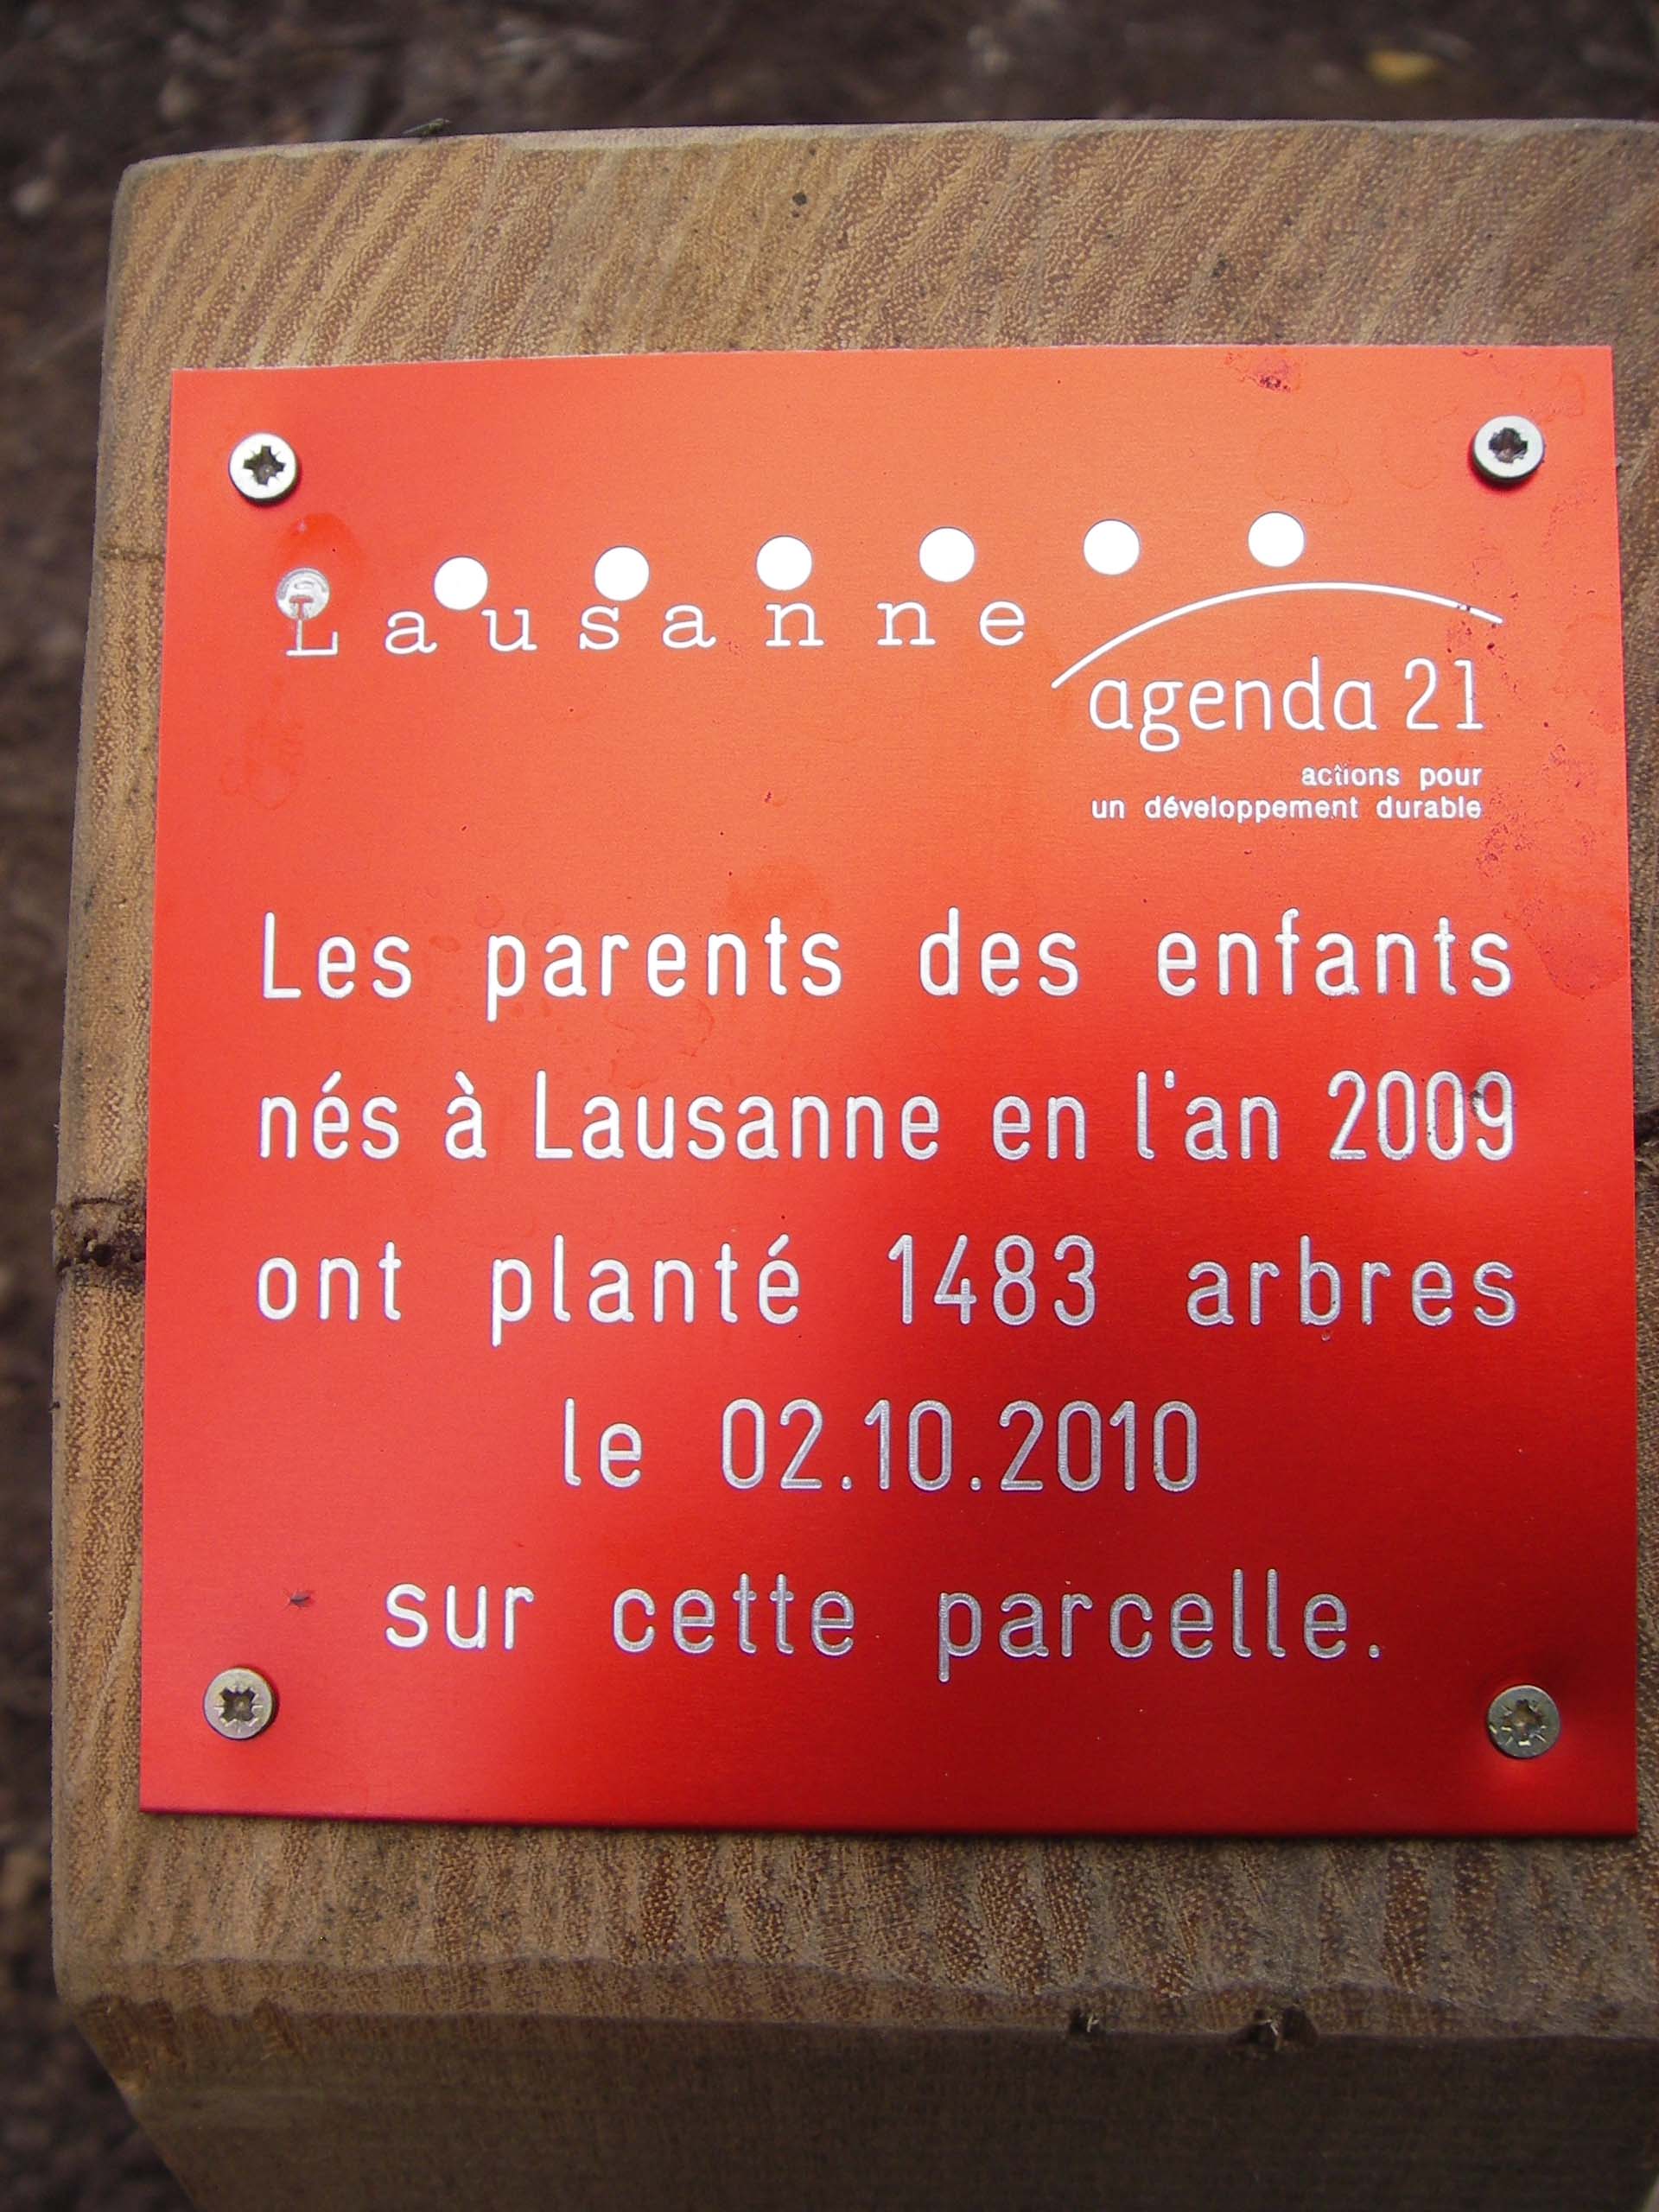 Lausanne
agenda 21
actions pour
un développement durable
Les parents des enfants
nés à Lausanne en l'an 2009
ont planté 1483 arbres
le 02.10.2010
sur cette parcelle.